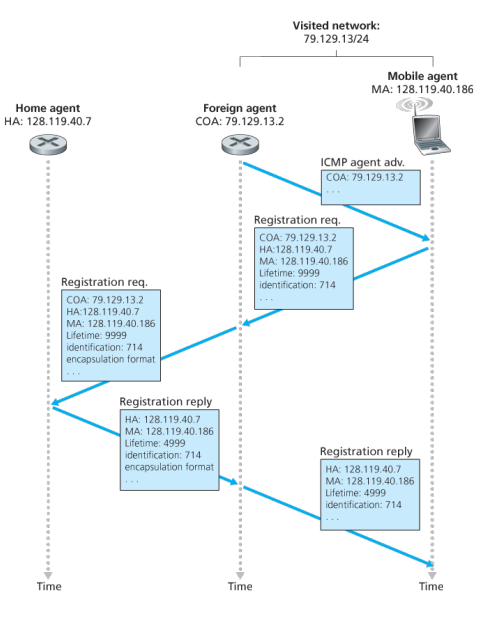 Visited network:
79.129.13/24
Mobile agent
MA: 128.119.40.186
Home agent
HA: 128.119.40.7
Foreign agent
COA: 79.129.13.2
ICMP agent adv.
COA: 79.129.13.2
. . .
Registration req.
COA: 79.129.13.2
HA:128.119.40.7
MA: 128.119.40.186
Lifetime: 9999
identification: 714
. . .
Registration req.
COA: 79.129.13.2
HA:128.119.40.7
MA: 128.119.40.186
Lifetime: 9999
identification: 714
encapsulation format
. . .
Registration reply
HA: 128.119.40.7
MA: 128.119.40.186
Lifetime: 4999
identification: 714
encapsulation format
. . .
Registration reply
HA: 128.119.40.7
MA: 128.119.40.186
Lifetime: 4999
identification: 714
. . .
Time
Time
Time